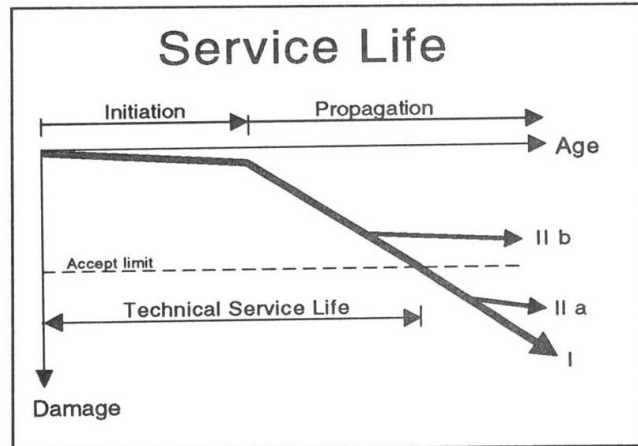 Service Life
Initiation
Propagation
Age
II b
Accept limit
Technical Service Life
II a
I
Damage